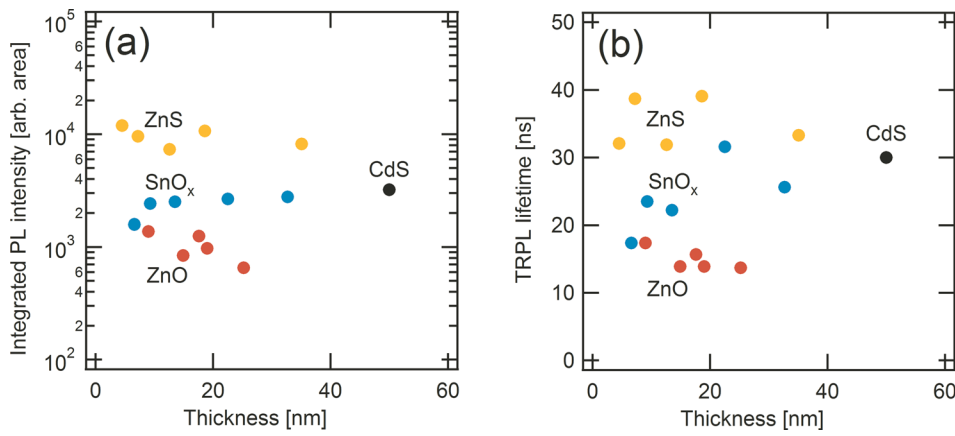 (a)
Integrated PL intensity [arb. area]
10^5
6
4
2
10^4
6
4
2
10^3
6
4
2
10^2
ZnS
SnO_x
ZnO
CdS
0 20 40 60
Thickness [nm]
(b)
TRPL lifetime [ns]
50
40
30
20
10
0
ZnS
SnO_x
ZnO
CdS
0 20 40 60
Thickness [nm]